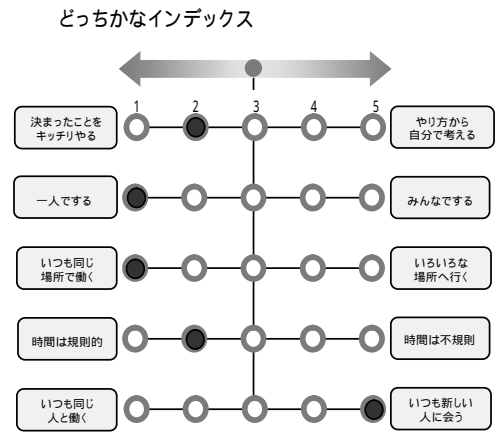 どっちかなインデックス
1 2 3 4 5
決まったことを
キッチリやる
やり方から
自分で考える
一人でする
みんなでする
いつも同じ
場所で働く
いろいろな
場所へ行く
時間は規則的
時間は不規則
いつも同じ
人と働く
いつも新しい
人に会う